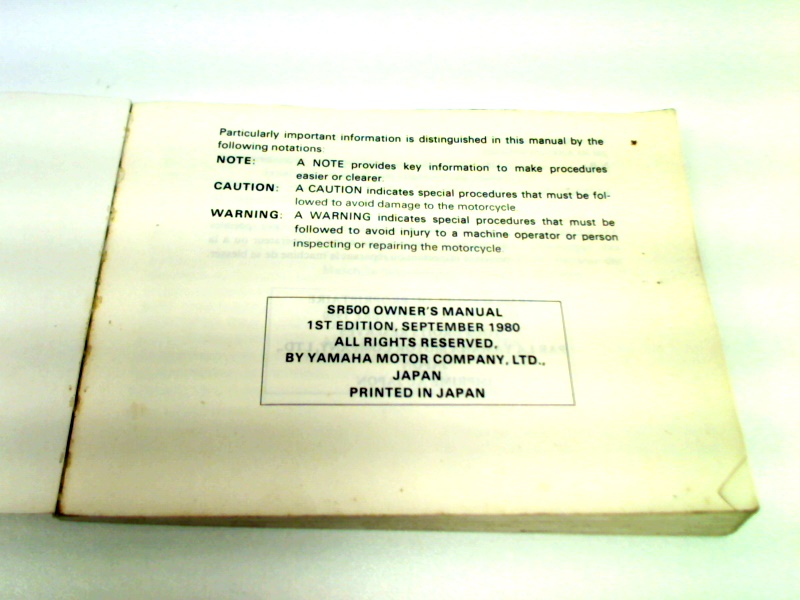 Particularly important information is distinguished in this manual by the
following notations:
NOTE: A NOTE provides key information to make procedures
easier or clearer.
CAUTION: A CAUTION indicates special procedures that must be fol-
lowed to avoid damage to the motorcycle.
WARNING: A WARNING indicates special procedures that must be
followed to avoid injury to a machine operator or person
inspecting or repairing the motorcycle.
SR500 OWNER'S MANUAL
1ST EDITION, SEPTEMBER 1980
ALL RIGHTS RESERVED.
BY YAMAHA MOTOR COMPANY, LTD.,
JAPAN
PRINTED IN JAPAN